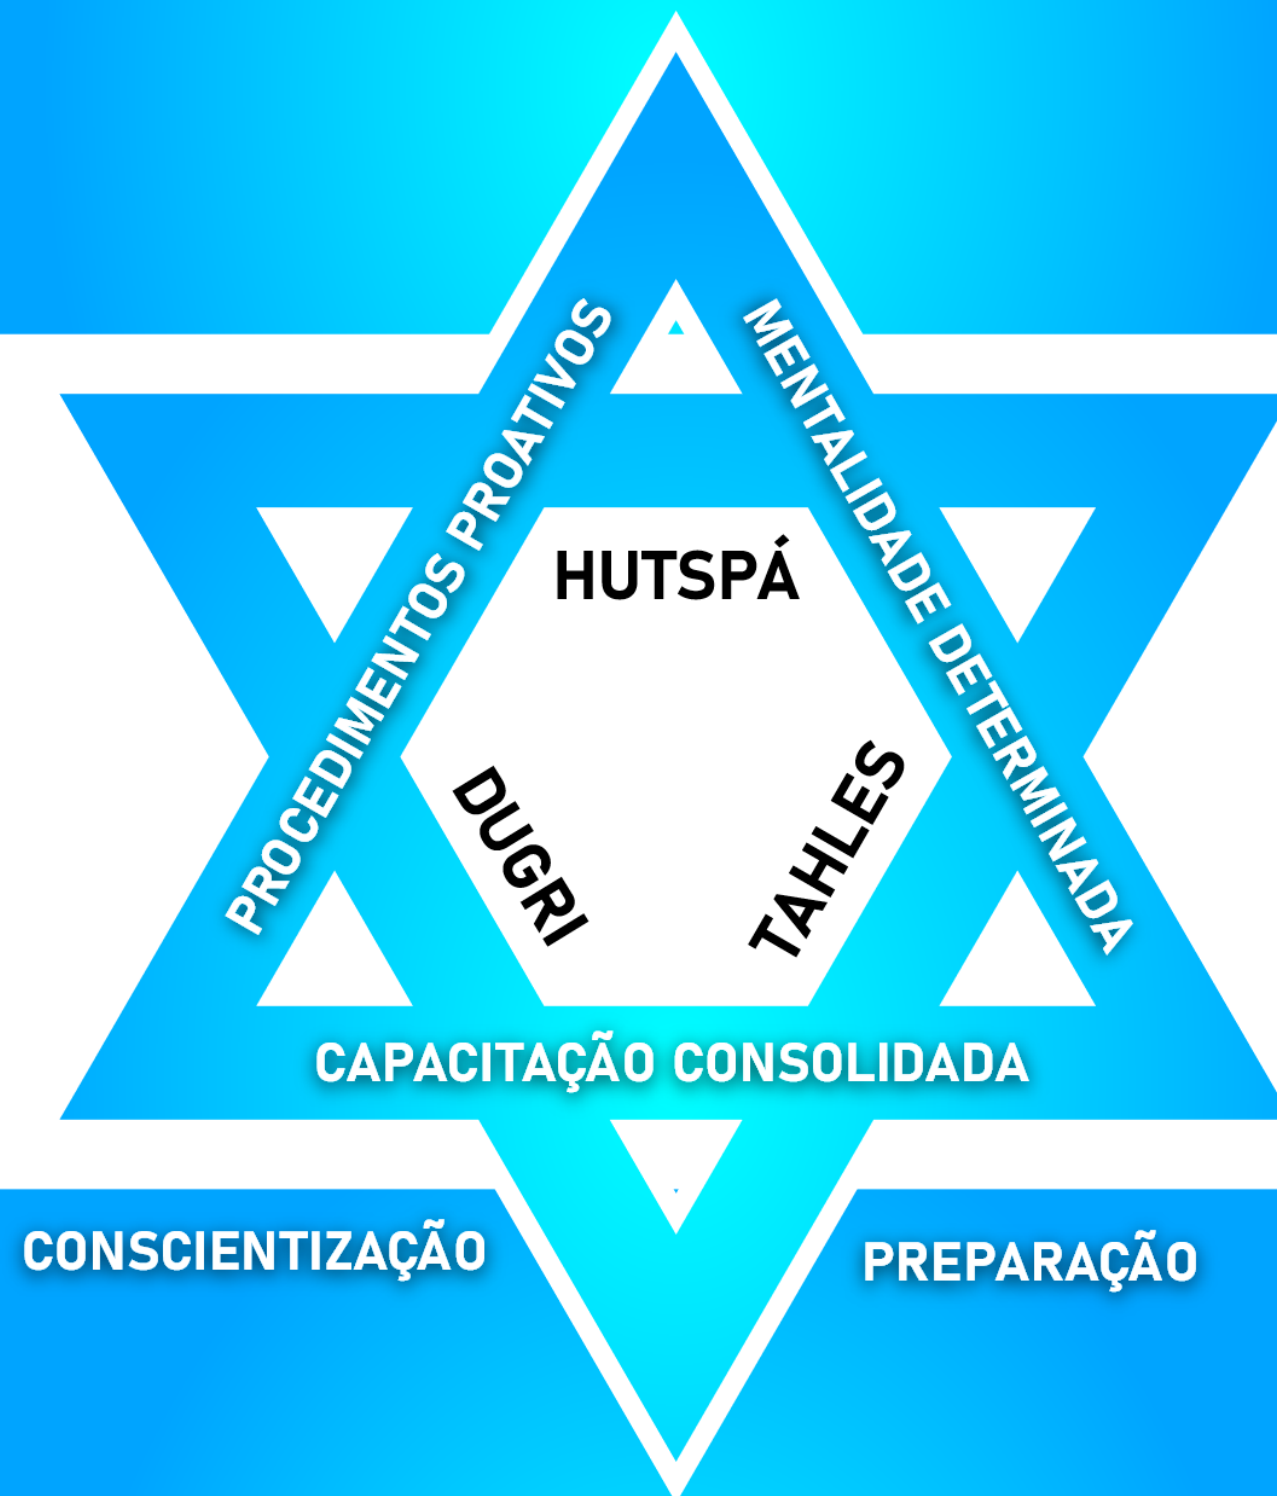 PROCEDIMENTOS PROATIVOS
MENTALIDADE DETERMINADA
HUTSPÁ
DUGRI
TAHLES
CAPACITAÇÃO CONSOLIDADA
CONSCIENTIZAÇÃO
PREPARAÇÃO